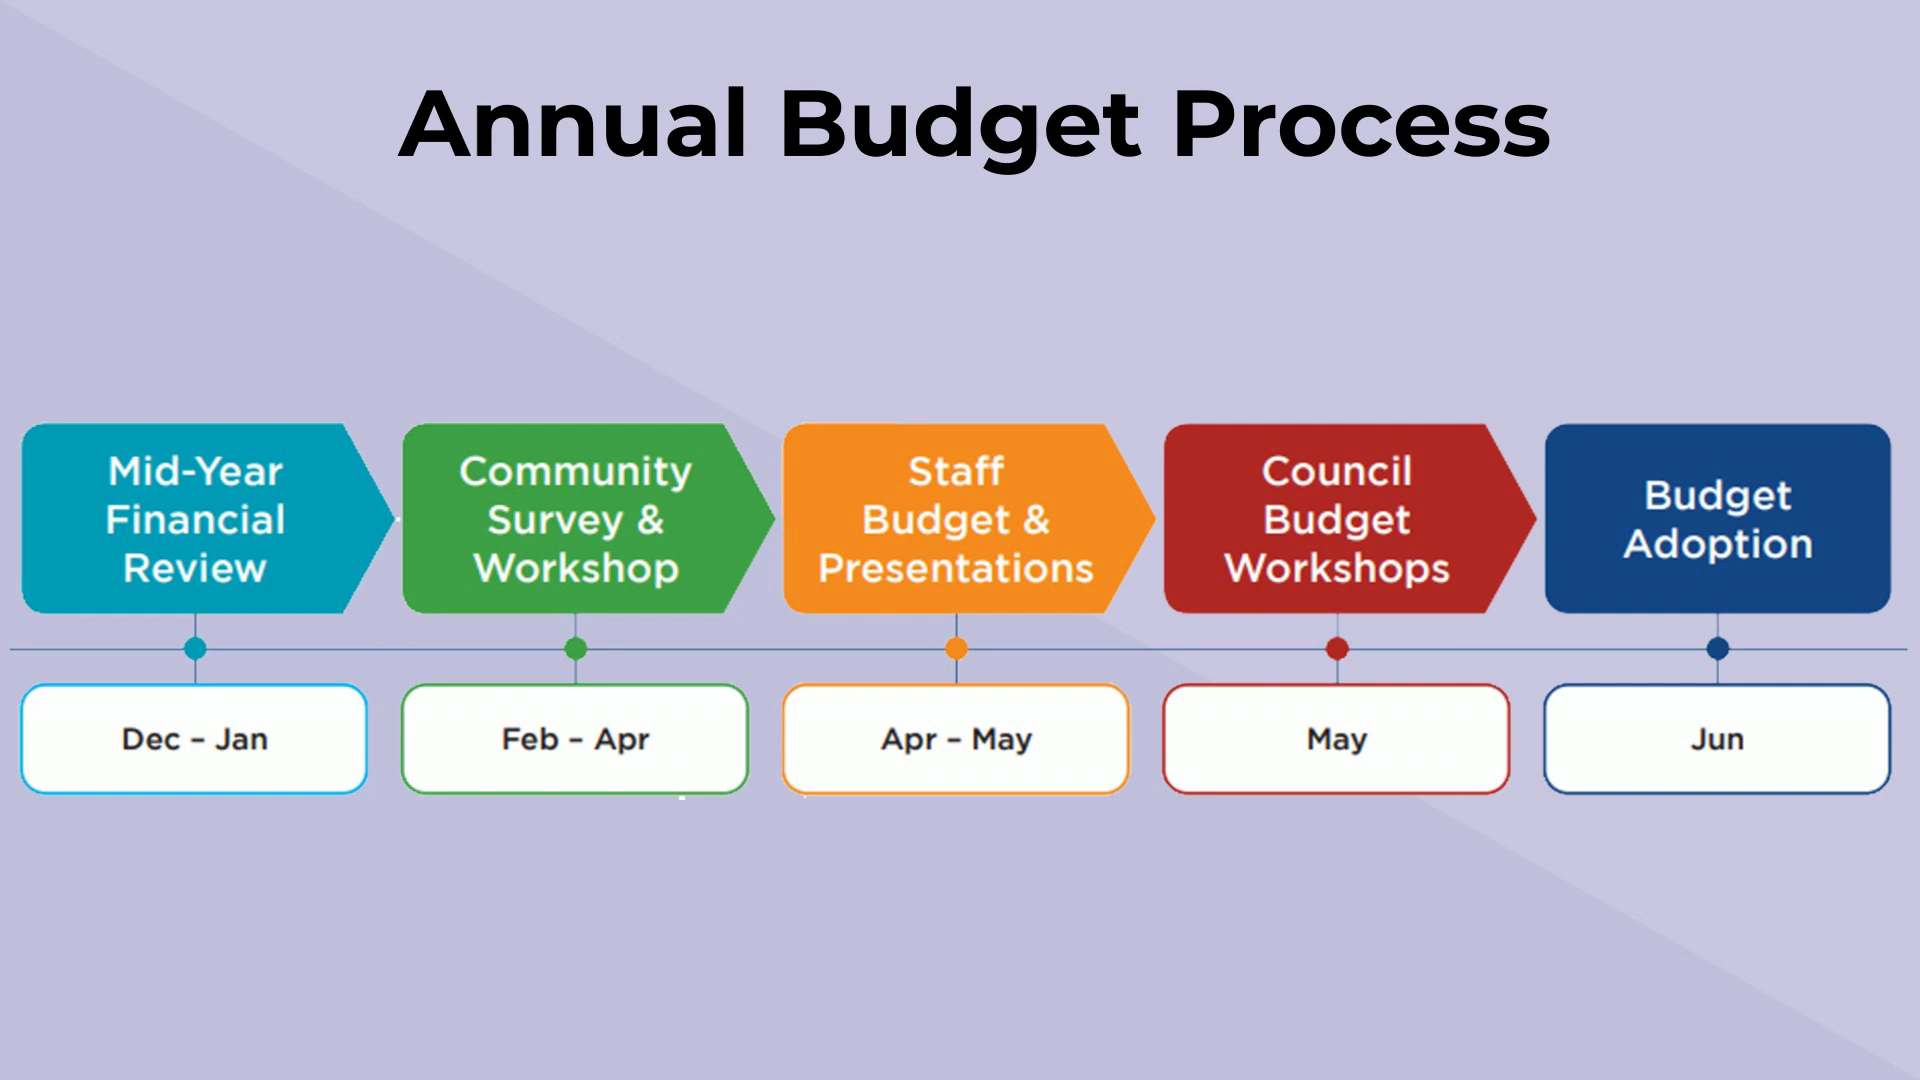 Annual Budget Process
Mid-Year
Financial
Review
Community
Survey &
Workshop
Staff
Budget &
Presentations
Council
Budget
Workshops
Budget
Adoption
Dec – Jan
Feb – Apr
Apr – May
May
Jun